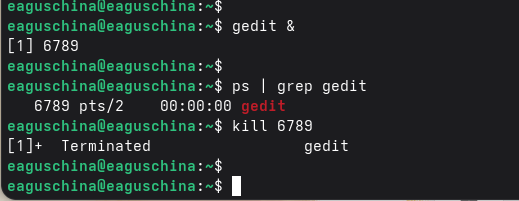 eaguschina@eaguschina:~$
eaguschina@eaguschina:~$ gedit &
[1] 6789
eaguschina@eaguschina:~$
eaguschina@eaguschina:~$ ps | grep gedit
   6789 pts/2    00:00:00 gedit
eaguschina@eaguschina:~$ kill 6789
[1]+  Terminated                 gedit
eaguschina@eaguschina:~$
eaguschina@eaguschina:~$